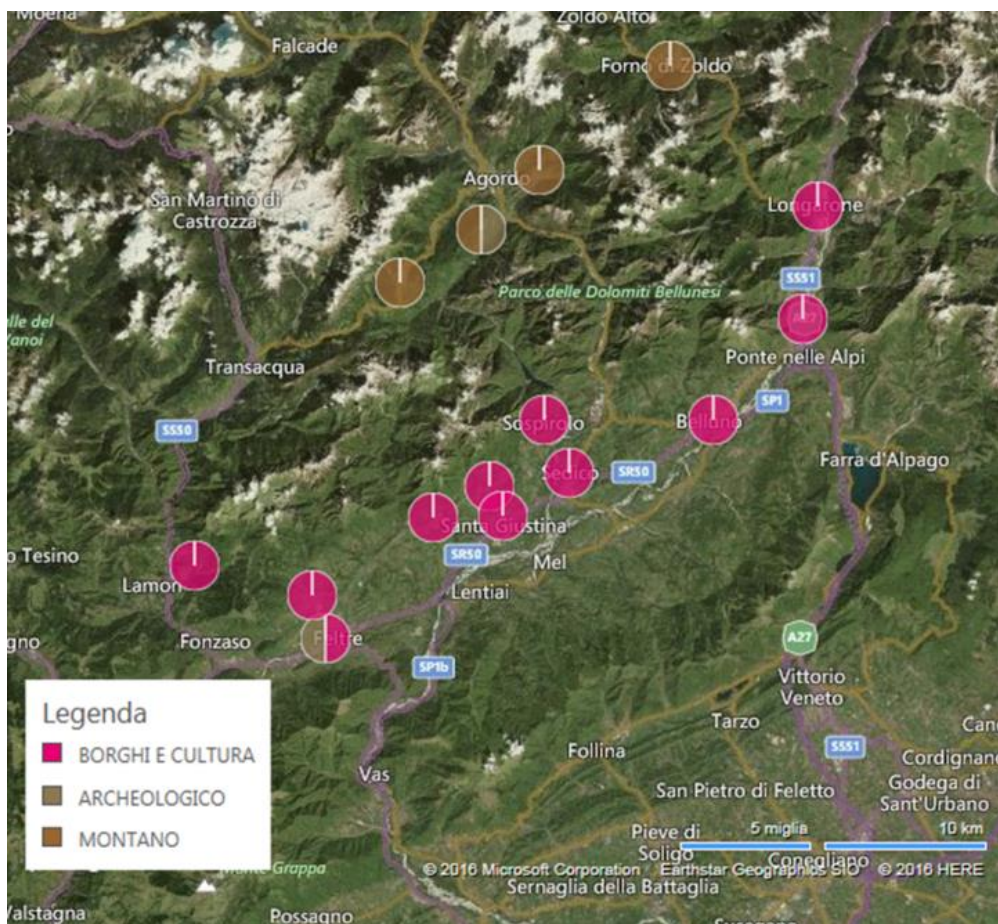 Moena
Zoldo Alto
Falcade
Forno di Zoldo
Agordo
San Martino di
Castrozza
Longarone
SS51
Parco delle Dolomiti Bellunesi
Transacqua
Ponte nelle Alpi
SP1
SS50
Sospirolo
Belluno
Farra d'Alpago
Sedico
SR50
Santa Giustina
o Tesino
SR50
Mel
Lamon
Lentiai
Feltre
Fonzaso
gno
A27
SP1b
Vittorio
Veneto
Legenda
BORGHI E CULTURA
ARCHEOLOGICO
MONTANO
Tarzo
Follina
SS51
Vas
Cordignano
San Pietro di Feletto
Godega di
Sant'Urbano
Pieve di
Soligo
5 miglia
10 km
Conegliano
© 2016 Microsoft Corporation Earthstar Geographics SIO © 2016 HERE
Sernaglia della Battaglia
Possagno